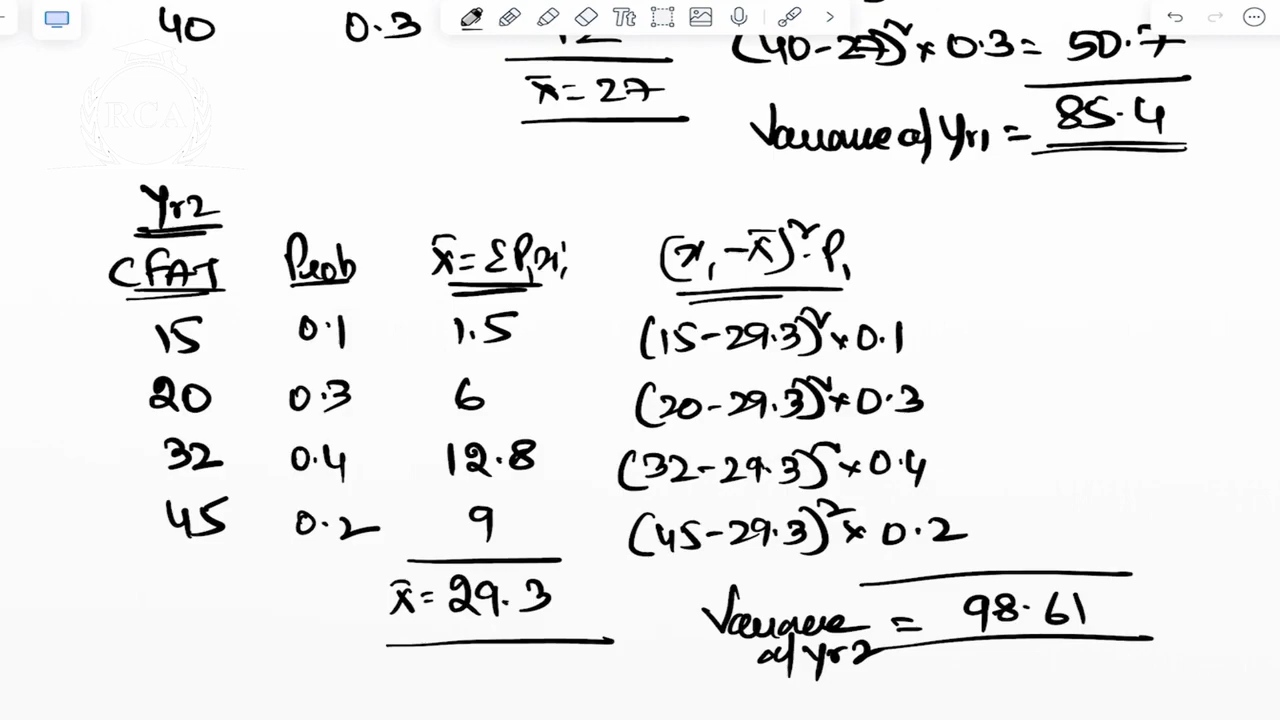 40 0.3 12 (40-27)² × 0.3 = 50.7
x̄ = 27
Variance of Yr1 = 85.4
RCA
Yr2
CFAT Prob x̄ = ΣPᵢxᵢ (xᵢ - x̄)² · Pᵢ
15 0.1 1.5 (15-29.3)² × 0.1
20 0.3 6 (20-29.3)² × 0.3
32 0.4 12.8 (32-29.3)² × 0.4
45 0.2 9 (45-29.3)² × 0.2
x̄ = 29.3
Variance of Yr2 = 98.61